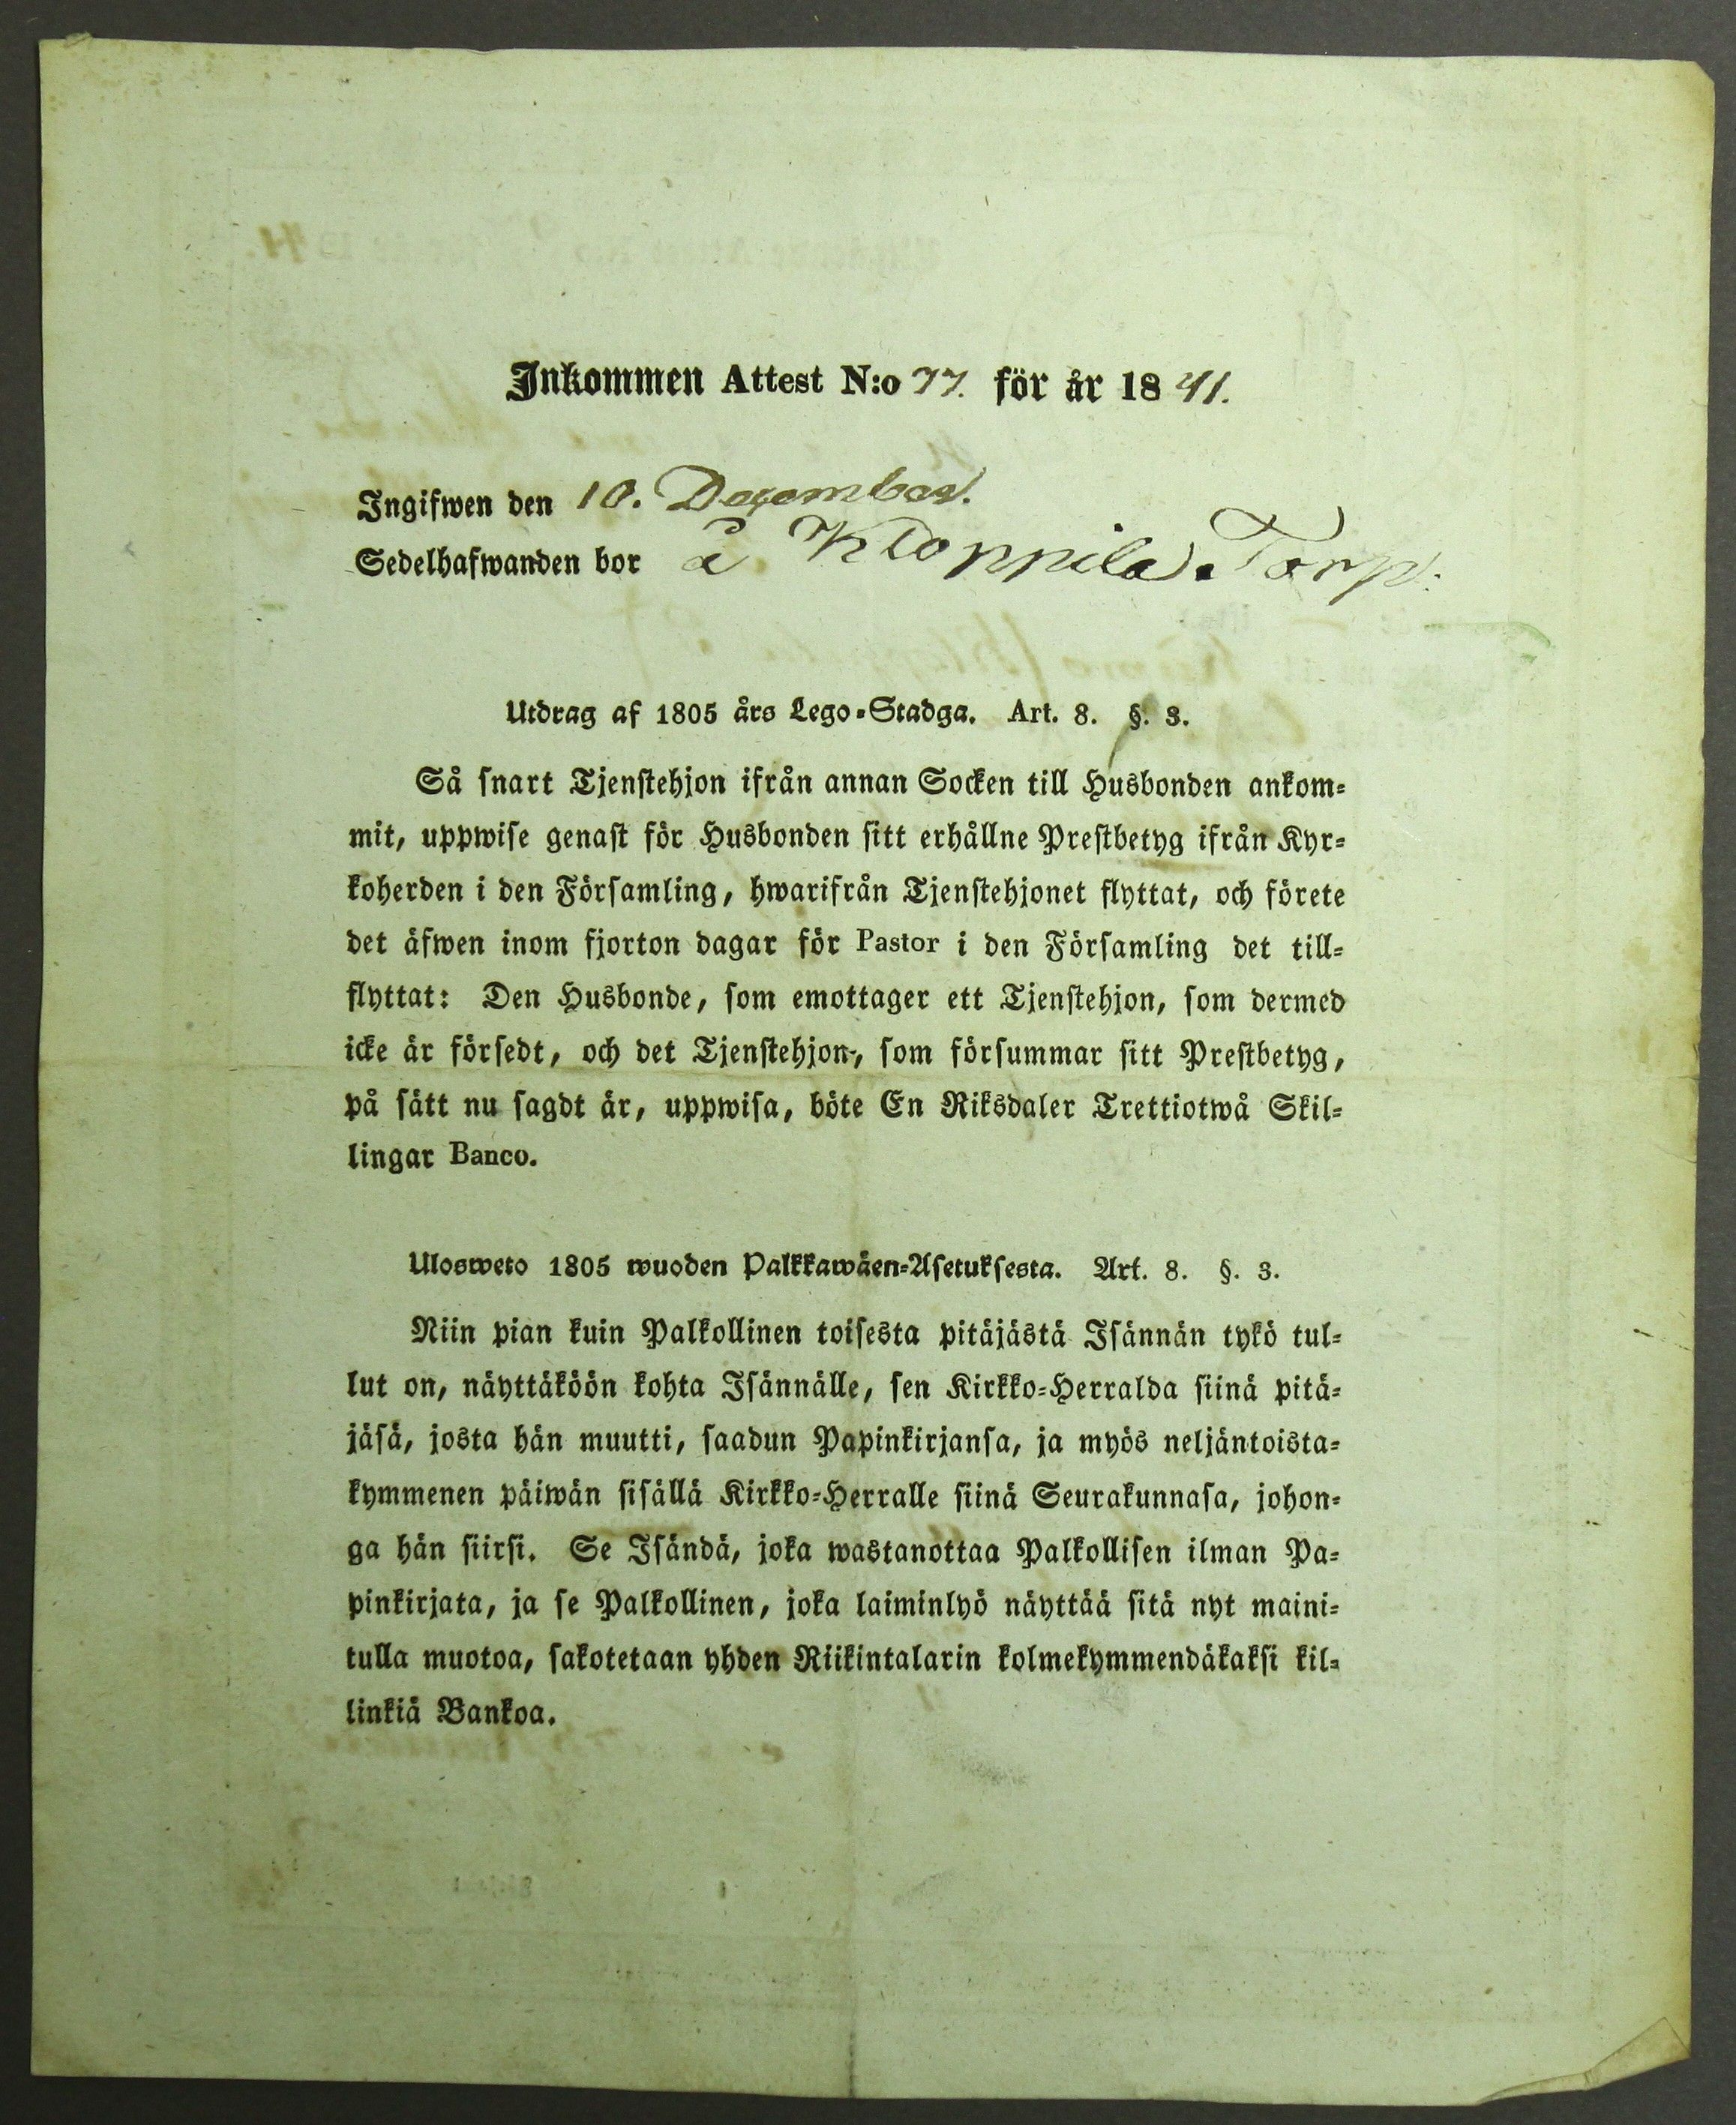 Inkommen Attest N:o 77. för år 1841.
Ingifwen den 10. December.
Sedelhafwanden bor å Kloppila Torp.
Utdrag af 1805 års Lego-Stadga. Art. 8. §. 3.
Så snart Tjenstehjon ifrån annan Socken till Husbonden ankom-
mit, uppwise genast för Husbonden sitt erhållne Prestbetyg ifrån Kyr-
koherden i den Församling, hwarifrån Tjenstehjonet flyttat, och förete
det äfwen inom fjorton dagar för Pastor i den Församling det till-
flyttat: Den Husbonde, som emottager ett Tjenstehjon, som dermed
icke är försedt, och det Tjenstehjon, som försummar sitt Prestbetyg,
på sätt nu sagdt är, uppwisa, böte En Riksdaler Trettiotwå Skil-
lingar Banco.
Ulosweto 1805 wuoden Palkkawäen-Asetuksesta. Art. 8. §. 3.
Niin pian kuin Palkollinen toisesta pitäjästä Isännän tykö tul-
lut on, näyttäköön kohta Isännälle, sen Kirkko-Herralda siinä pitä-
jäsä, josta hän muutti, saadun Papinkirjansa, ja myös neljäntoista-
kymmenen päiwän sisällä Kirkko-Herralle siinä Seurakunnasa, johon-
ga hän siirsi. Se Isändä, joka wastanottaa Palkollisen ilman Pa-
pinkirjata, ja se Palkollinen, joka laiminlyö näyttää sitä nyt maini-
tulla muotoa, sakotetaan yhden Riikintalarin kolmekymmendäkaksi kil-
linkiä Bankoa.